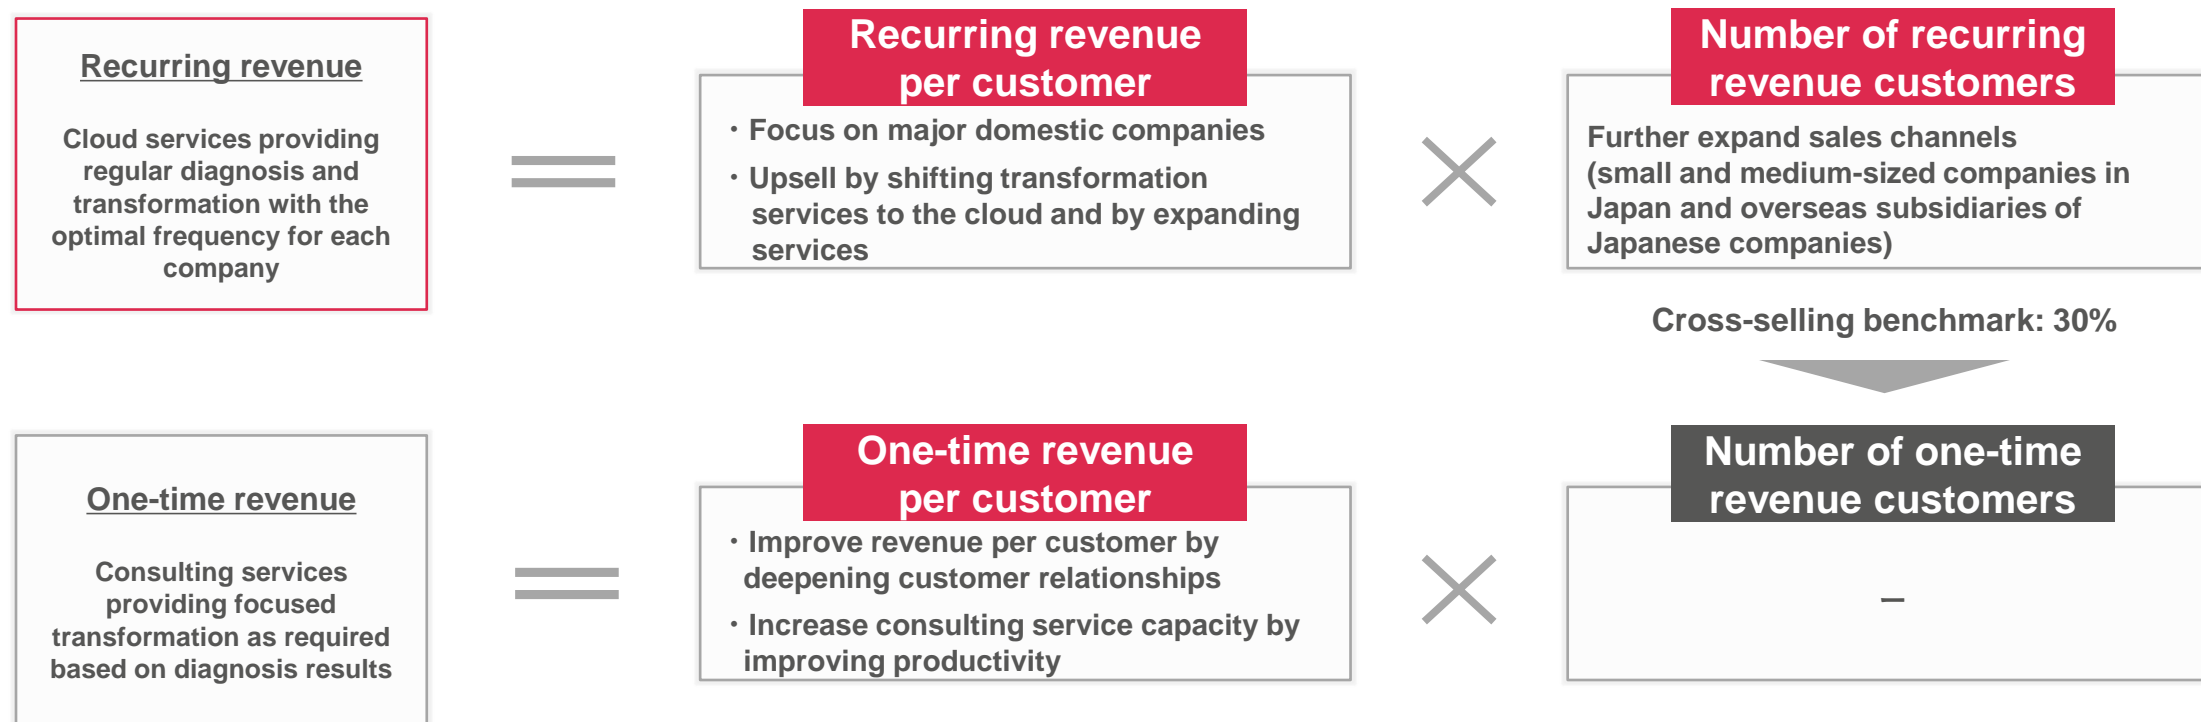 Recurring revenue
Cloud services providing
regular diagnosis and
transformation with the
optimal frequency for each
company
Recurring revenue
per customer
・Focus on major domestic companies
・Upsell by shifting transformation
services to the cloud and by expanding
services
Number of recurring
revenue customers
Further expand sales channels
(small and medium-sized companies in
Japan and overseas subsidiaries of
Japanese companies)
Cross-selling benchmark: 30%
One-time revenue
Consulting services
providing focused
transformation as required
based on diagnosis results
One-time revenue
per customer
・Improve revenue per customer by
deepening customer relationships
・Increase consulting service capacity by
improving productivity
Number of one-time
revenue customers
–